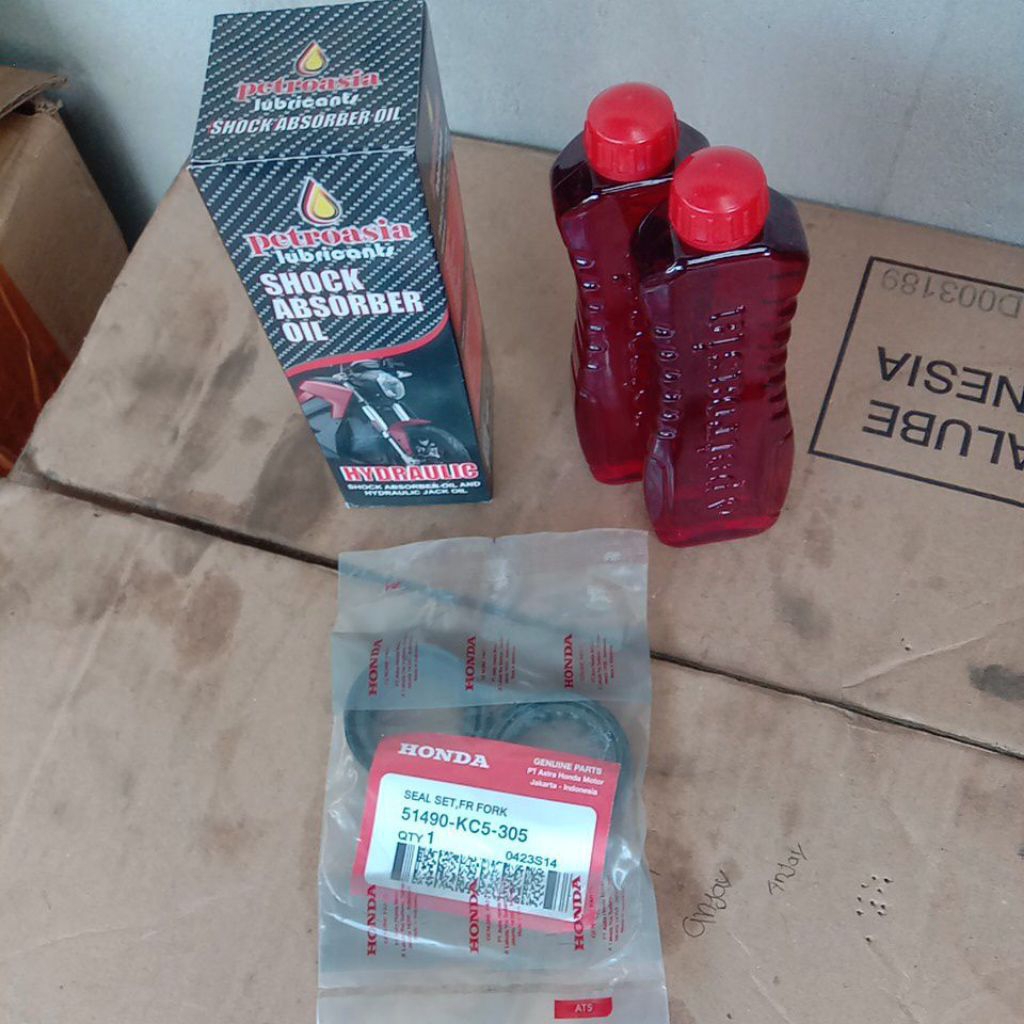 petroasia
lubricants
SHOCK ABSORBER OIL
petroasia
lubricants
SHOCK
ABSORBER
OIL
HYDRAULIC
SHOCK ABSORBER OIL AND
HYDRAULIC JACK OIL
D003189
NESIA
ALUBE
HONDA
HONDA
HONDA
HONDA
GENUINE PARTS
PT Astra Honda Motor
Jakarta - Indonesia
SEAL SET,FR FORK
51490-KC5-305
QTY 1
0423S14
HONDA
HONDA
HONDA
ATS